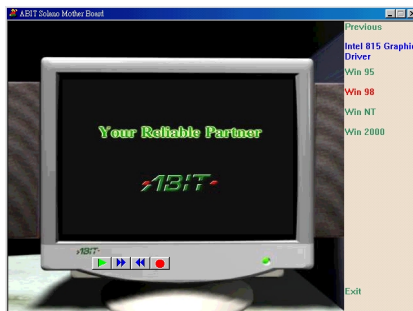 ABIT Solano Mother Board
Previous
Intel 815 Graphic
Driver
Win 95
Win 98
Win NT
Win 2000
Your Reliable Partner
ABIT
ABIT
Exit